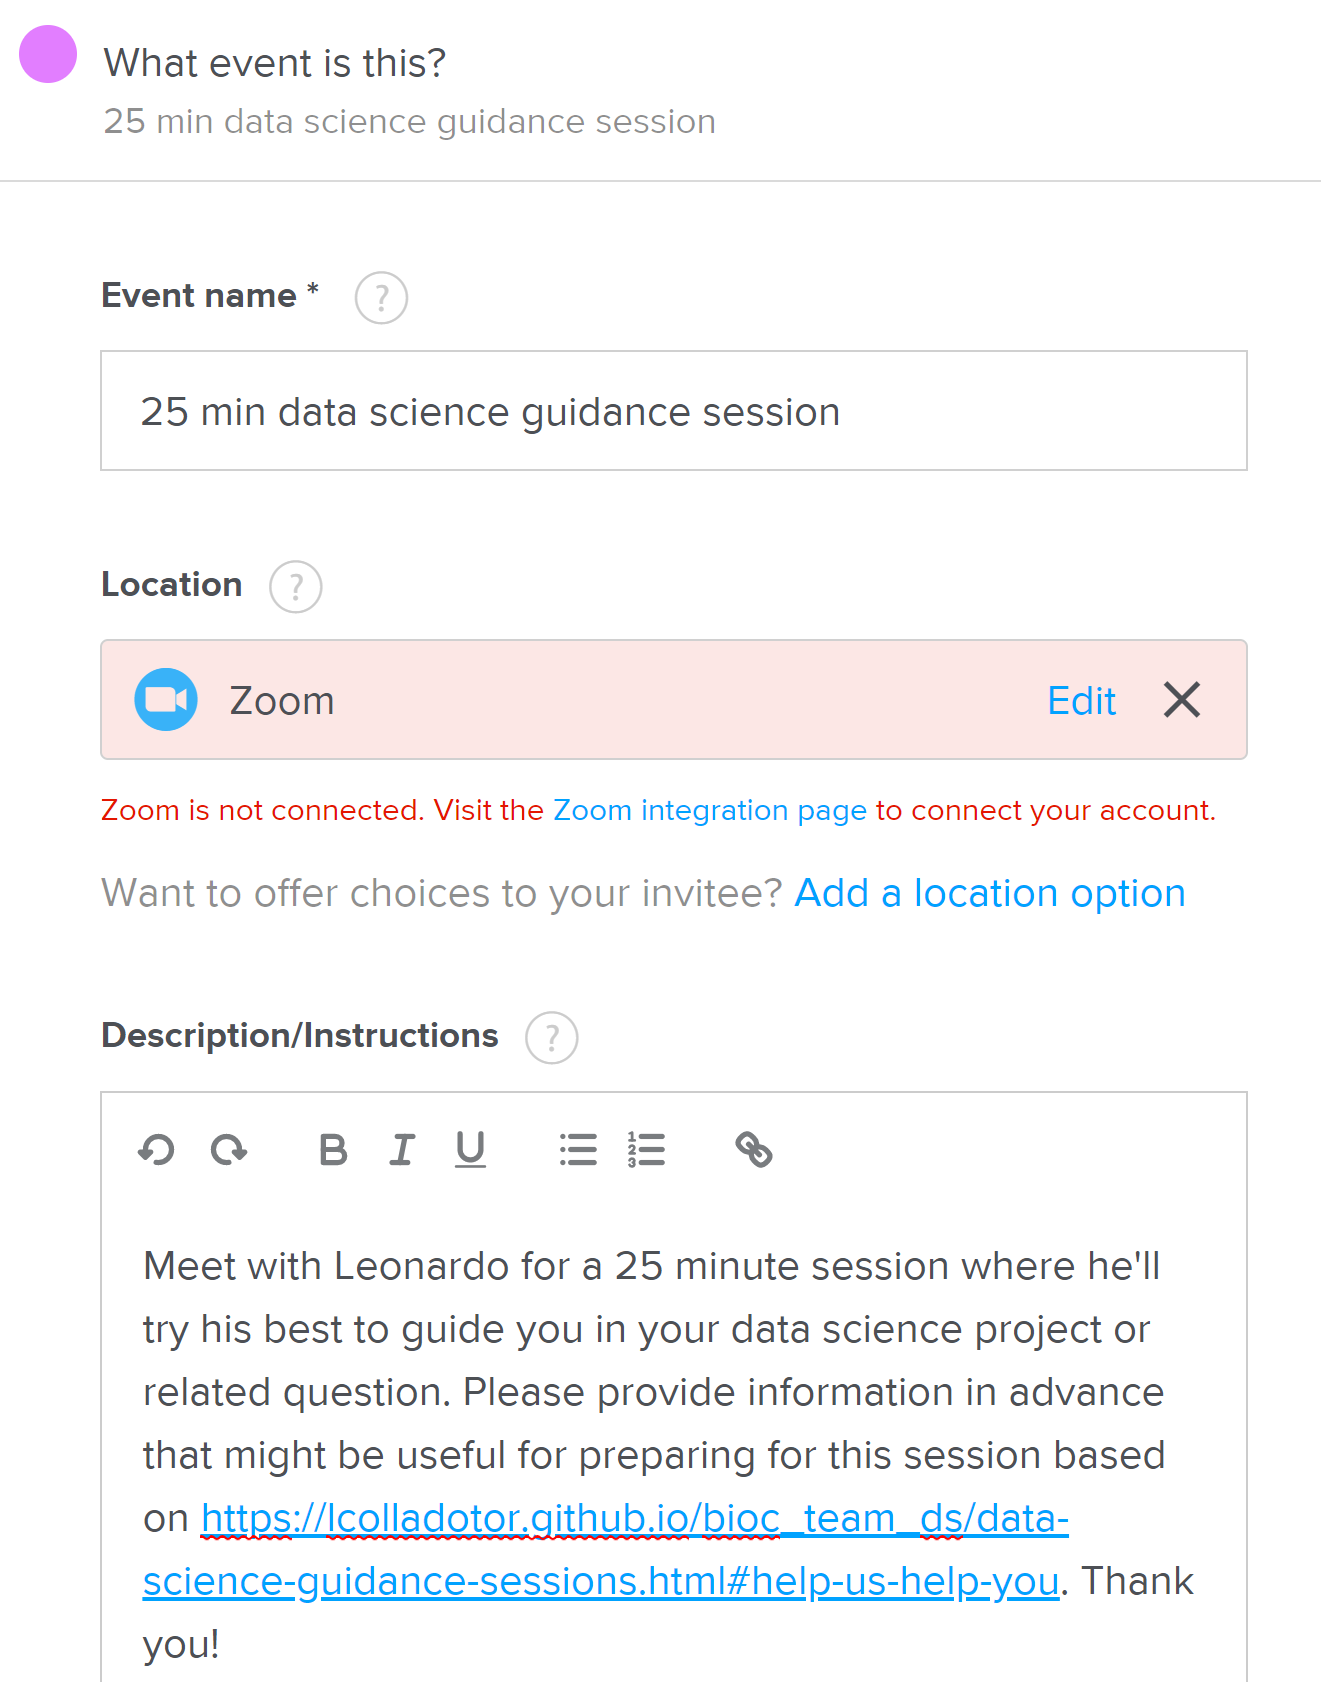 What event is this?
25 min data science guidance session
Event name * ?
25 min data science guidance session
Location ?
Zoom Edit
Zoom is not connected. Visit the Zoom integration page to connect your account.
Want to offer choices to your invitee? Add a location option
Description/Instructions ?
B I U 1 2 3
Meet with Leonardo for a 25 minute session where he'll
try his best to guide you in your data science project or
related question. Please provide information in advance
that might be useful for preparing for this session based
on https://lcolladotor.github.io/bioc_team_ds/data-
science-guidance-sessions.html#help-us-help-you. Thank
you!